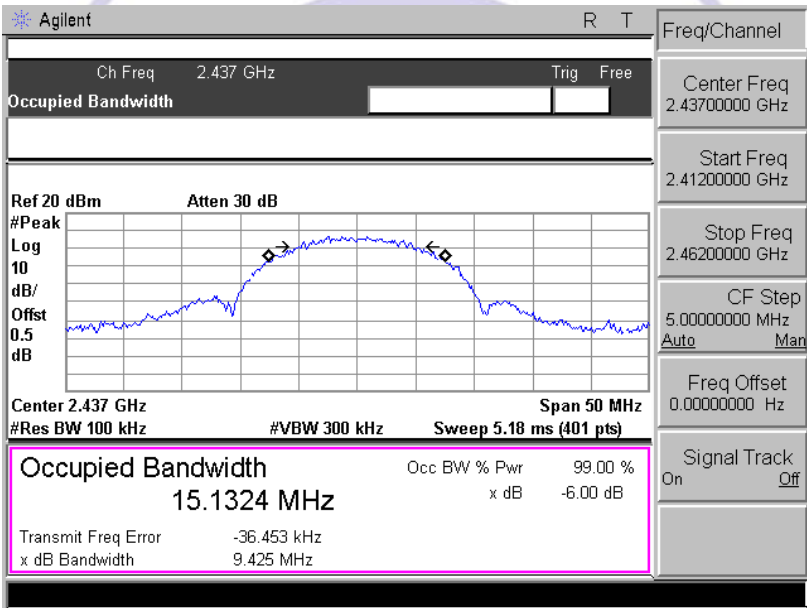 Agilent R T
Ch Freq 2.437 GHz Trig Free
Occupied Bandwidth
Ref 20 dBm Atten 30 dB
#Peak
Log
10
dB/
Offst
0.5
dB
Center 2.437 GHz Span 50 MHz
#Res BW 100 kHz #VBW 300 kHz Sweep 5.18 ms (401 pts)
Occupied Bandwidth Occ BW % Pwr 99.00 %
15.1324 MHz x dB -6.00 dB
Transmit Freq Error -36.453 kHz
x dB Bandwidth 9.425 MHz
Freq/Channel
Center Freq
2.43700000 GHz
Start Freq
2.41200000 GHz
Stop Freq
2.46200000 GHz
CF Step
5.00000000 MHz
Auto Man
Freq Offset
0.00000000 Hz
Signal Track
On Off